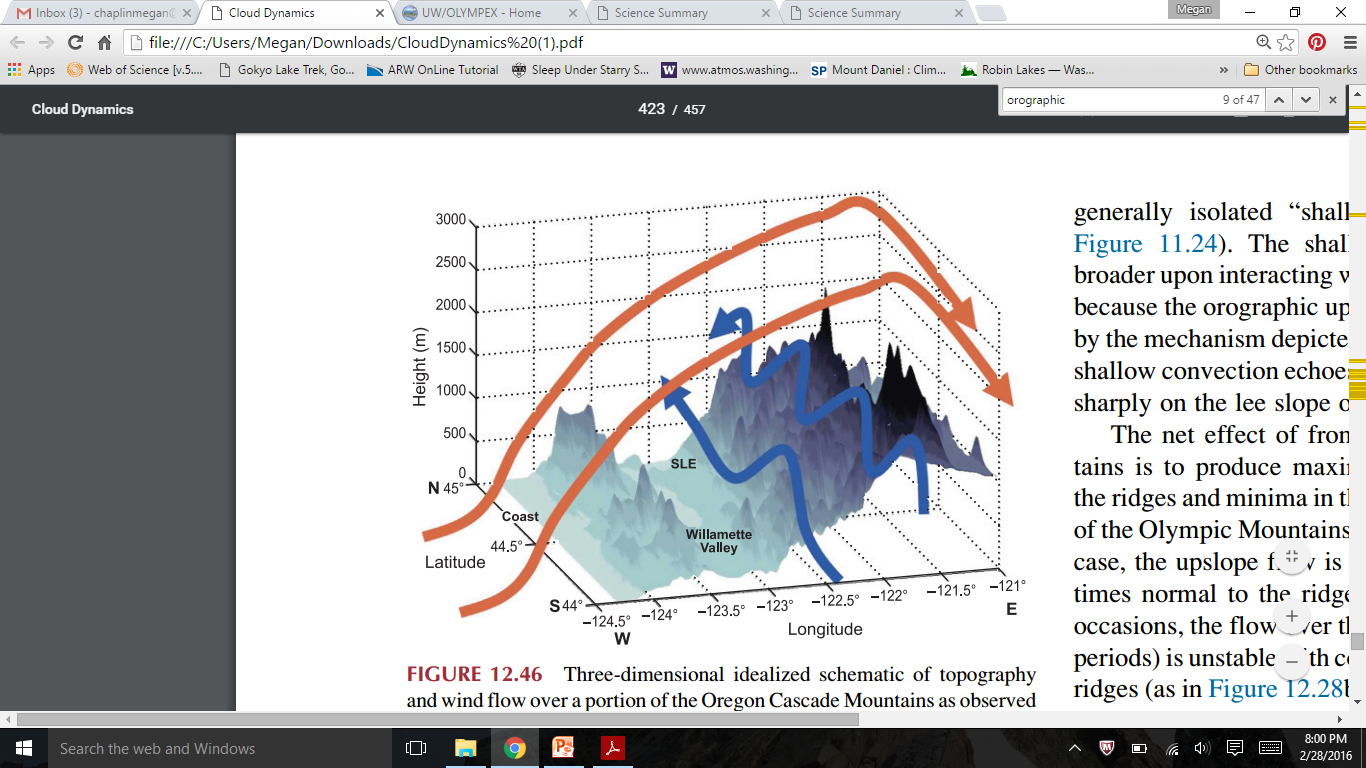 Inbox (3) - chaplinmegan@
Cloud Dynamics
UW/OLYMPEX - Home
Science Summary
Science Summary
Megan
file:///C:/Users/Megan/Downloads/CloudDynamics%20(1).pdf
Apps
Web of Science [v.5....
Gokyo Lake Trek, Go...
ARW OnLine Tutorial
Sleep Under Starry S...
www.atmos.washing...
SP
Mount Daniel : Clim...
Robin Lakes — Was...
»
Other bookmarks
Cloud Dynamics
423 / 457
orographic
9 of 47
3000
2500
2000
1500
1000
500
0
Height (m)
N 45°
Coast
44.5°
Latitude
S 44°
SLE
Willamette
Valley
−124.5°
−124°
−123.5°
−123°
−122.5°
−122°
−121.5°
−121°
W
Longitude
E
FIGURE 12.46 Three-dimensional idealized schematic of topography
and wind flow over a portion of the Oregon Cascade Mountains as observed
generally isolated “shall
Figure 11.24). The shal
broader upon interacting w
because the orographic up
by the mechanism depicte
shallow convection echoe
sharply on the lee slope o
The net effect of fron
tains is to produce maxi
the ridges and minima in th
of the Olympic Mountains
case, the upslope is
times normal to the ridge
occasions, the flow
periods) is unstable
ridges (as in Figure 12.28b
Search the web and Windows
8:00 PM
2/28/2016